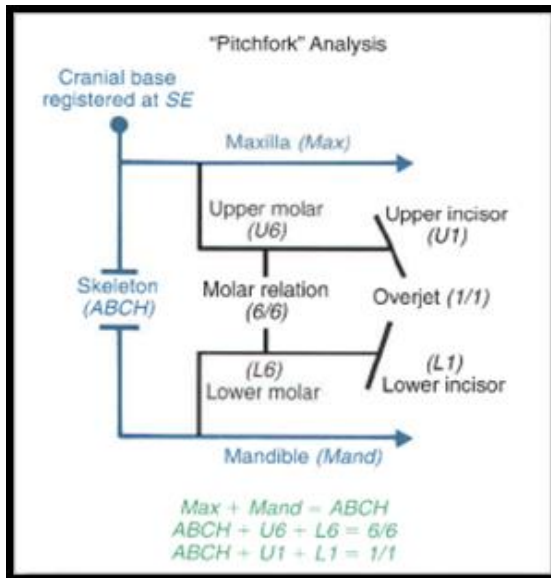 "Pitchfork" Analysis
Cranial base
registered at SE
Maxilla (Max)
Upper molar
(U6)
Upper incisor
(U1)
Skeleton
(ABCH)
Molar relation
(6/6)
Overjet (1/1)
(L6)
Lower molar
(L1)
Lower incisor
Mandible (Mand)
Max + Mand = ABCH
ABCH + U6 + L6 = 6/6
ABCH + U1 + L1 = 1/1